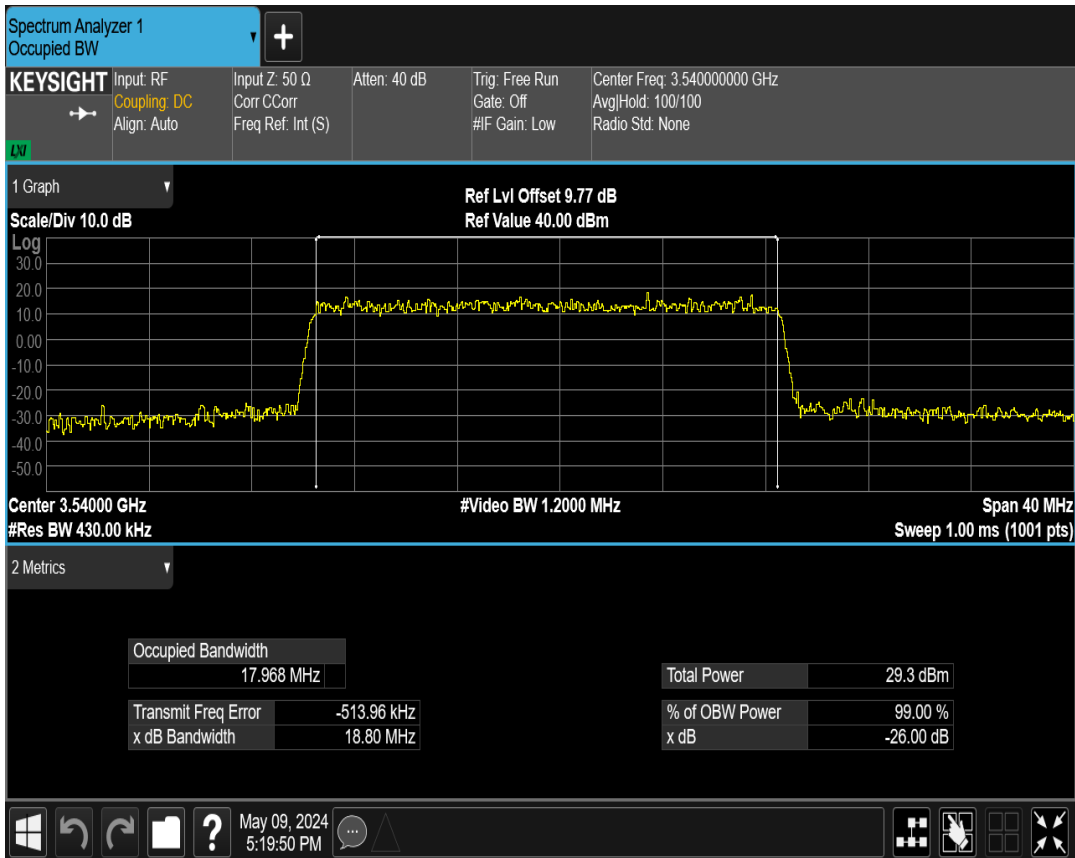 Spectrum Analyzer 1
Occupied BW
+
KEYSIGHT
LXI
Input: RF
Coupling: DC
Align: Auto
Input Z: 50 Ω
Corr CCorr
Freq Ref: Int (S)
Atten: 40 dB
Trig: Free Run
Gate: Off
#IF Gain: Low
Center Freq: 3.540000000 GHz
Avg|Hold: 100/100
Radio Std: None
1 Graph
Scale/Div 10.0 dB
Ref Lvl Offset 9.77 dB
Ref Value 40.00 dBm
Log
30.0
20.0
10.0
0.00
-10.0
-20.0
-30.0
-40.0
-50.0
Center 3.54000 GHz
#Video BW 1.2000 MHz
Span 40 MHz
#Res BW 430.00 kHz
Sweep 1.00 ms (1001 pts)
2 Metrics
Occupied Bandwidth
17.968 MHz
Transmit Freq Error -513.96 kHz
x dB Bandwidth 18.80 MHz
Total Power 29.3 dBm
% of OBW Power 99.00 %
x dB -26.00 dB
?
May 09, 2024
5:19:50 PM